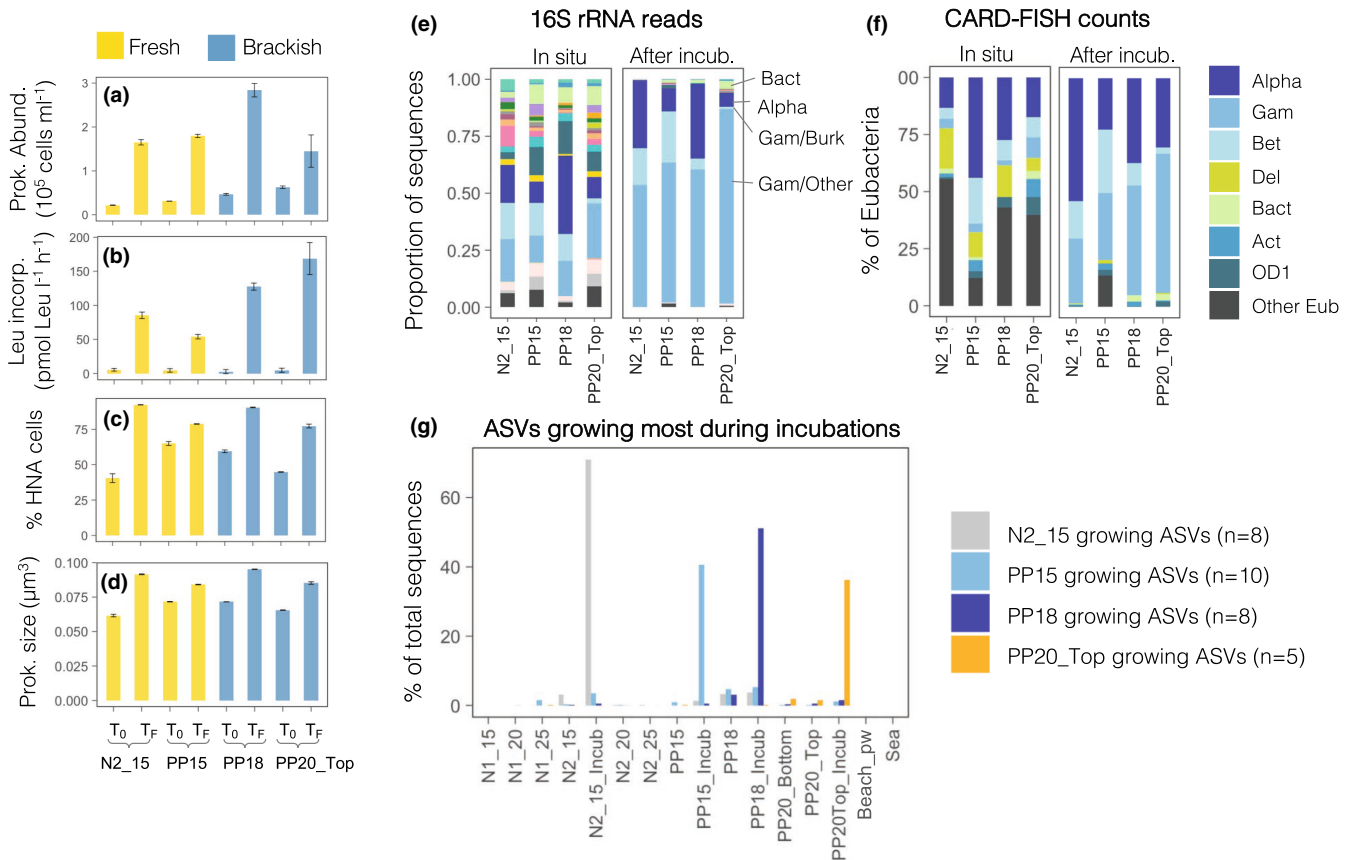 Fresh
Brackish
(a)
Prok. Abund.
(10⁵ cells ml⁻¹)
3
2
1
0
(b)
Leu incorp.
(pmol Leu l⁻¹ h⁻¹)
200
150
100
50
0
(c)
% HNA cells
75
50
25
0
(d)
Prok. size (µm³)
0.100
0.075
0.050
0.025
0.000
T₀ T_F T₀ T_F T₀ T_F T₀ T_F
N2_15 PP15 PP18 PP20_Top
(e)
16S rRNA reads
In situ
After incub.
Proportion of sequences
1.00
0.75
0.50
0.25
0.00
Bact
Alpha
Gam/Burk
Gam/Other
N2_15
PP15
PP18
PP20_Top
N2_15
PP15
PP18
PP20_Top
(f)
CARD-FISH counts
In situ
After incub.
% of Eubacteria
00
75
50
25
0
N2_15
PP15
PP18
PP20_Top
N2_15
PP15
PP18
PP20_Top
Alpha
Gam
Bet
Del
Bact
Act
OD1
Other Eub
(g)
ASVs growing most during incubations
% of total sequences
60
40
20
0
N1_15
N1_20
N1_25
N2_15
N2_15_Incub
N2_20
N2_25
PP15
PP15_Incub
PP18
PP18_Incub
PP20_Bottom
PP20_Top
PP20Top_Incub
Beach_pw
Sea
N2_15 growing ASVs (n=8)
PP15 growing ASVs (n=10)
PP18 growing ASVs (n=8)
PP20_Top growing ASVs (n=5)